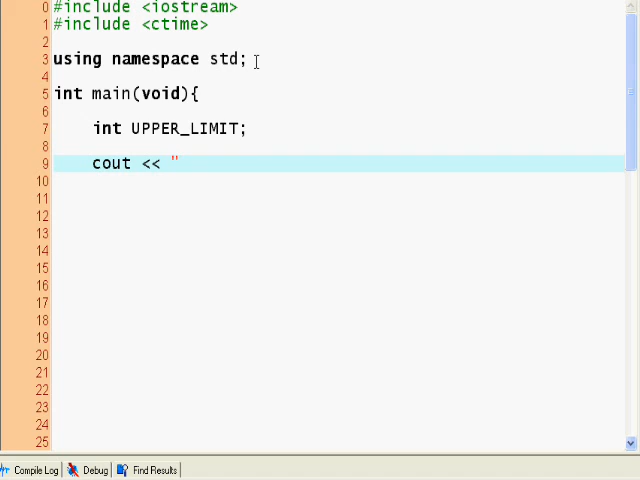 0 #include <iostream>
1 #include <ctime>
2
3 using namespace std;
4
5 int main(void){
6
7 int UPPER_LIMIT;
8
9 cout << "
10
11
12
13
14
15
16
17
18
19
20
21
22
23
24
25
Compile Log Debug Find Results